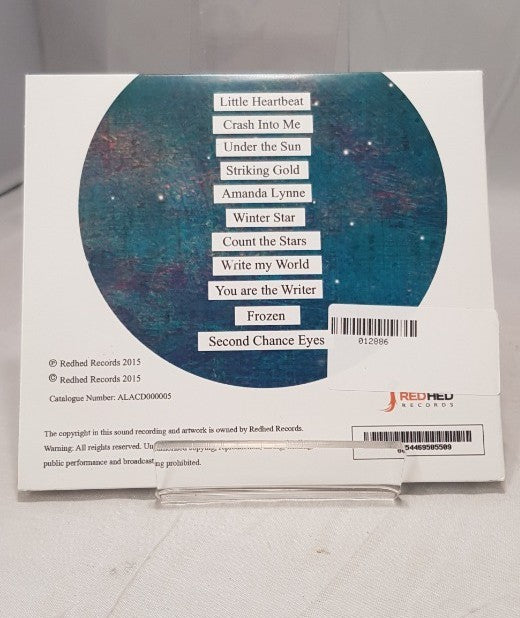 Little Heartbeat
Crash Into Me
Under the Sun
Striking Gold
Amanda Lynne
Winter Star
Count the Stars
Write my World
You are the Writer
Frozen
Second Chance Eyes
012086
℗ Redhed Records 2015
© Redhed Records 2015
Catalogue Number: ALACD000005
REDHED
RECORDS
The copyright in this sound recording and artwork is owned by Redhed Records.
Warning: All rights reserved.
public performance and broadcasting prohibited.
54469505509